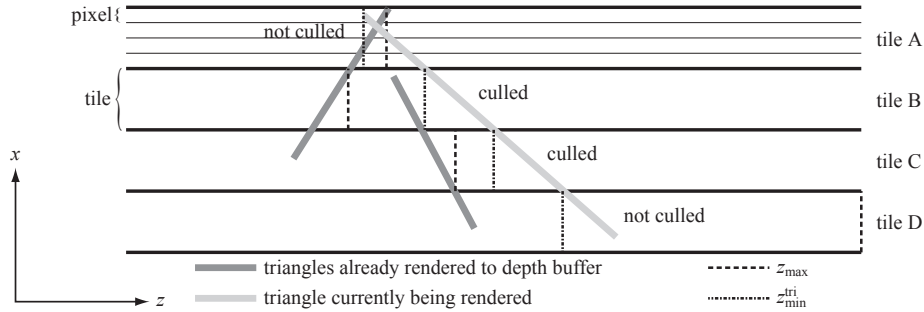 pixel
not culled
tile A
tile
culled
tile B
culled
tile C
not culled
tile D
x
z
triangles already rendered to depth buffer
triangle currently being rendered
z_max
z_min^tri